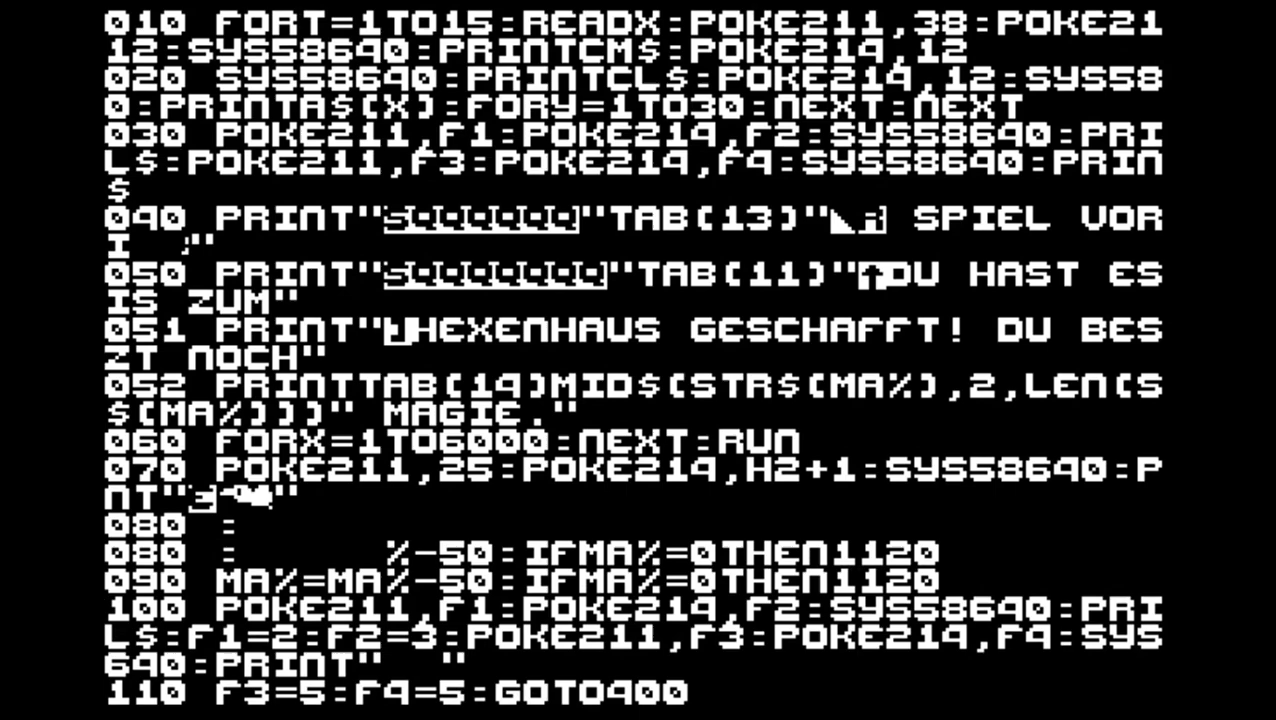 010 FORT=1TO15:READX:POKE211,38:POKE21
12:SYS58640:PRINTCM$:POKE214,12
020 SYS58640:PRINTCL$:POKE214,12:SYS58
0:PRINTA$(X):FORY=1TO30:NEXT:NEXT
030 POKE211,F1:POKE214,F2:SYS58640:PRI
L$:POKE211,F3:POKE214,F4:SYS58640:PRIN
$
040 PRINT"SQQQQQQQ"TAB(13)" SPIEL VOR
I "
050 PRINT"SQQQQQQQQ"TAB(11)"↑DU HAST ES
IS ZUM"
051 PRINT"HEXENHAUS GESCHAFFT! DU BES
ZT NOCH"
052 PRINTTAB(14)MID$(STR$(MA%),2,LEN(S
$(MA%)))" MAGIE."
060 FORX=1TO6000:NEXT:RUN
070 POKE211,25:POKE214,H2+1:SYS58640:P
NT" "
080 :
080 :     %-50:IFMA%=0THEN1120
090 MA%=MA%-50:IFMA%=0THEN1120
100 POKE211,F1:POKE214,F2:SYS58640:PRI
L$:F1=2:F2=3:POKE211,F3:POKE214,F4:SYS
640:PRINT"  "
110 F3=5:F4=5:GOTO400